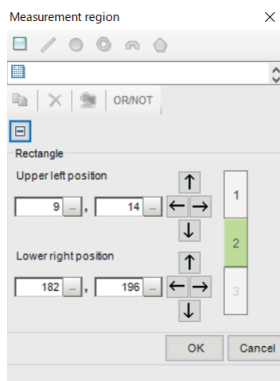 Measurement region
OR/NOT
Rectangle
Upper left position
9 ... , 14 ...
1
2
3
Lower right position
182 ... , 196 ...
OK Cancel